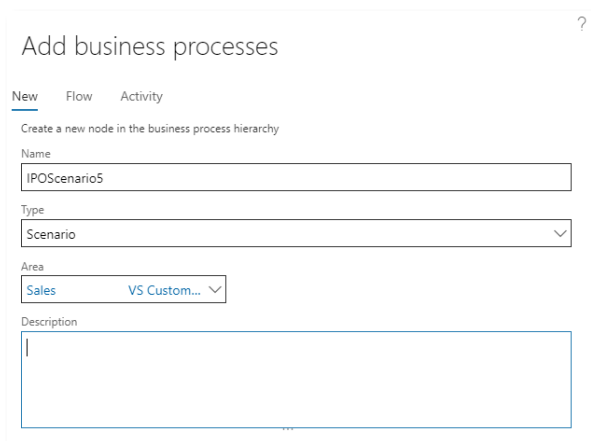 ?
Add business processes
New Flow Activity
Create a new node in the business process hierarchy
Name
IPOScenario5
Type
Scenario
Area
Sales VS Custom...
Description